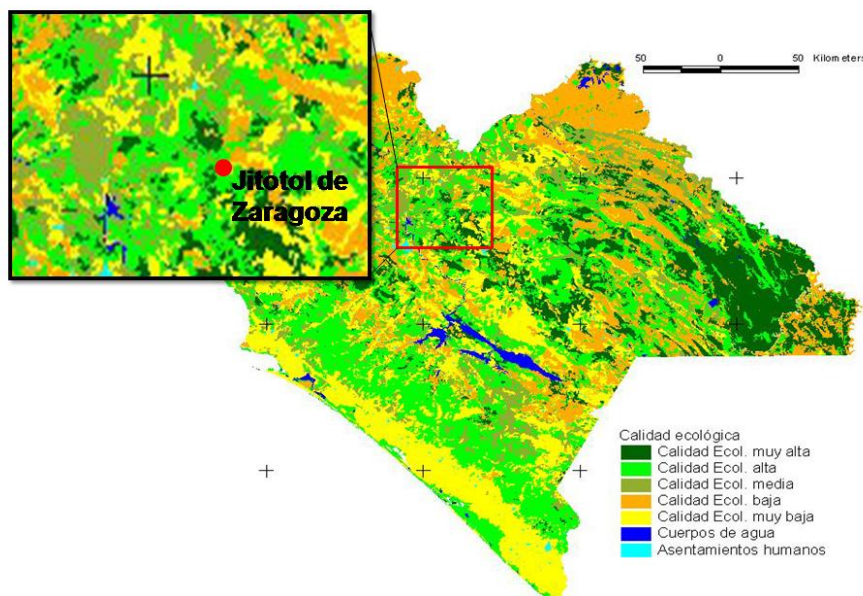 Jitotol de
Zaragoza
50 0 50 Kilometers
Calidad ecológica
Calidad Ecol. muy alta
Calidad Ecol. alta
Calidad Ecol. media
Calidad Ecol. baja
Calidad Ecol. muy baja
Cuerpos de agua
Asentamientos humanos